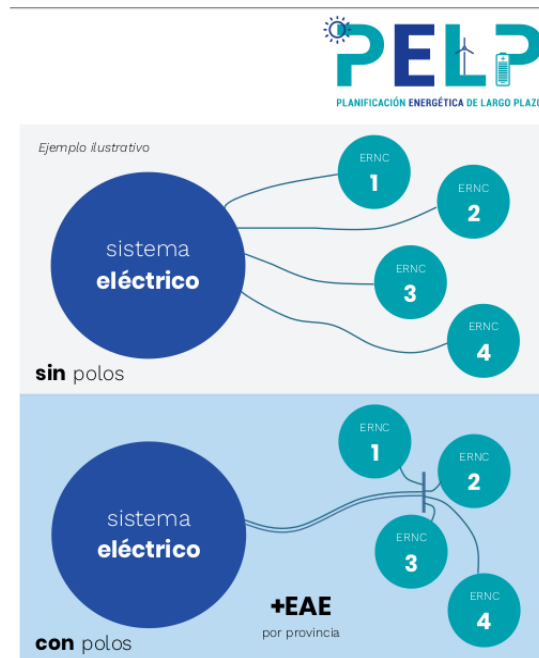 PELP
PLANIFICACIÓN ENERGÉTICA DE LARGO PLAZO
Ejemplo ilustrativo
sistema
eléctrico
ERNC
1
ERNC
2
ERNC
3
ERNC
4
sin polos
sistema
eléctrico
ERNC
1
ERNC
2
ERNC
3
ERNC
4
+EAE
por provincia
con polos